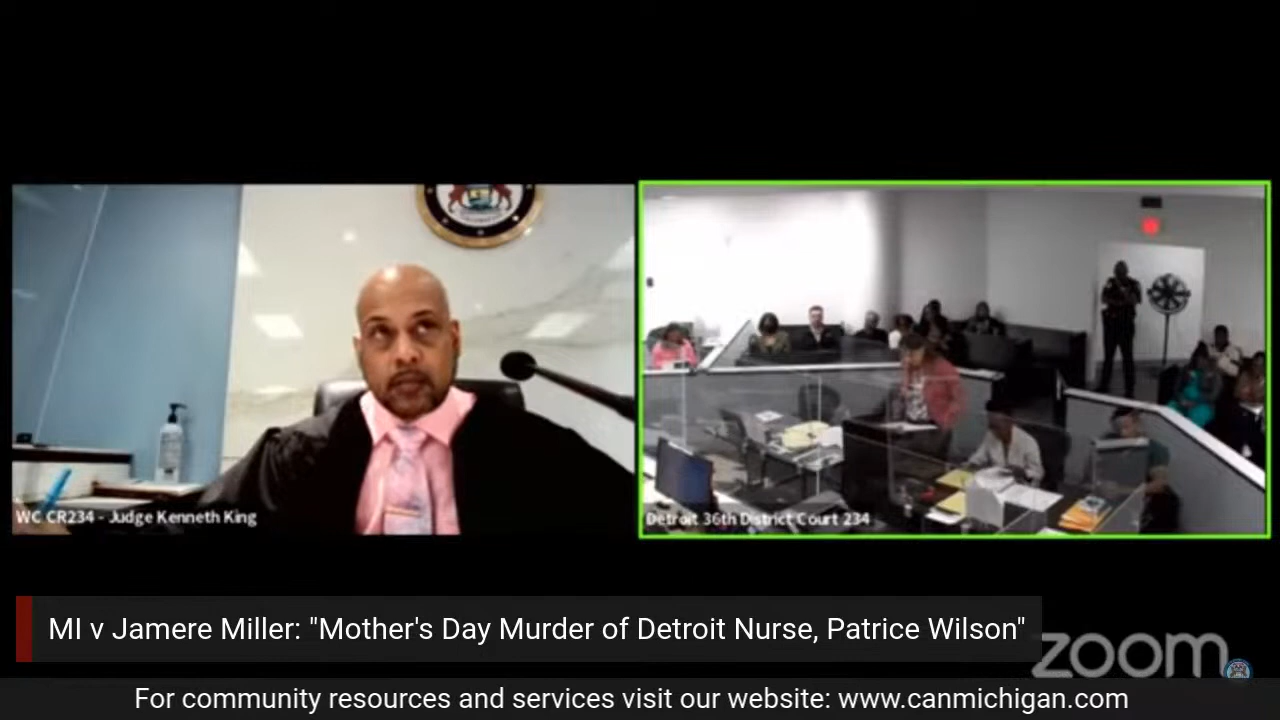 WC CR234 - Judge Kenneth King
Detroit 36th District Court 234
MI v Jamere Miller: "Mother's Day Murder of Detroit Nurse, Patrice Wilson"
zoom
For community resources and services visit our website: www.canmichigan.com